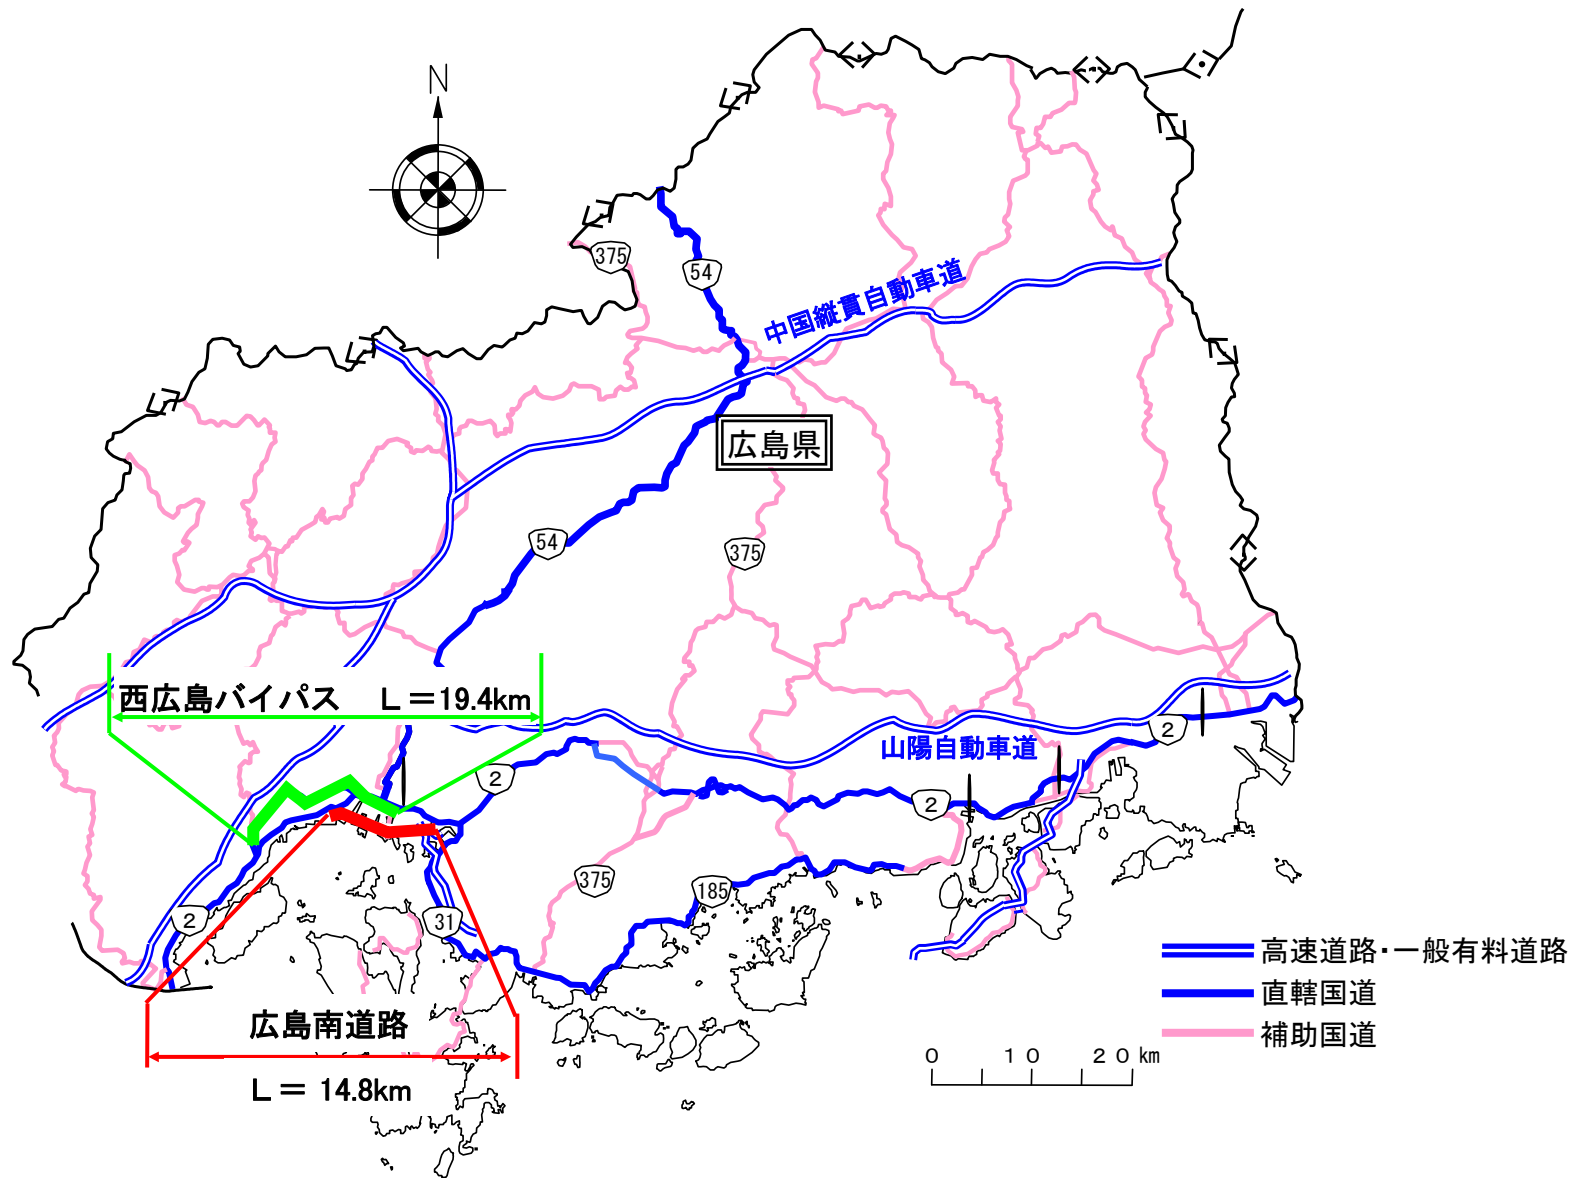 N
375
54
中国縦貫自動車道
広島県
54
375
西広島バイパス L＝19.4km
山陽自動車道
2
2
2
375
185
2
31
高速道路・一般有料道路
直轄国道
補助国道
広島南道路
L＝ 14.8km
0 10 20km